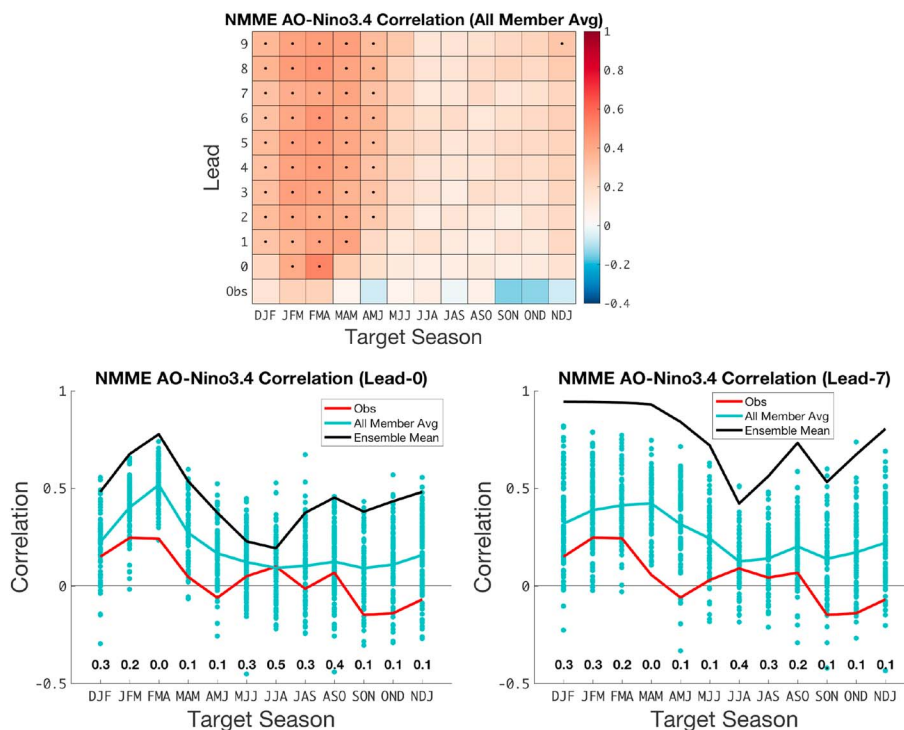 NMME AO-Nino3.4 Correlation (All Member Avg)
9
8
7
6
5
4
3
2
1
0
Obs
Lead
DJF JFM FMA MAM AMJ MJJ JJA JAS ASO SON OND NDJ
Target Season
1
0.8
0.6
0.4
0.2
0
-0.2
-0.4
NMME AO-Nino3.4 Correlation (Lead-0)
1
0.5
0
-0.5
Correlation
Obs
All Member Avg
Ensemble Mean
0.3 0.2 0.0 0.1 0.1 0.3 0.5 0.3 0.4 0.1 0.1 0.1
DJF JFM FMA MAM AMJ MJJ JJA JAS ASO SON OND NDJ
Target Season
NMME AO-Nino3.4 Correlation (Lead-7)
1
0.5
0
-0.5
Correlation
Obs
All Member Avg
Ensemble Mean
0.3 0.3 0.2 0.0 0.1 0.1 0.4 0.3 0.2 0.1 0.1 0.1
DJF JFM FMA MAM AMJ MJJ JJA JAS ASO SON OND NDJ
Target Season